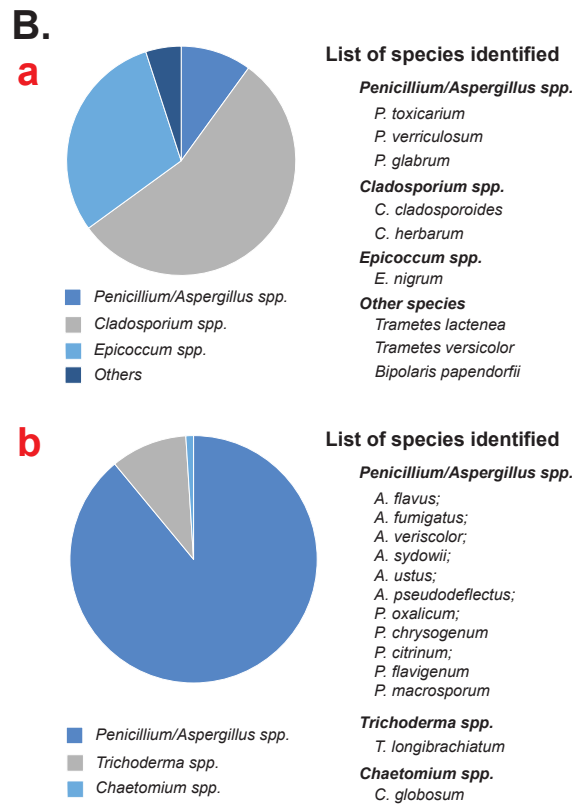 B.
a
List of species identified
Penicillium/Aspergillus spp.
P. toxicarium
P. verriculosum
P. glabrum
Cladosporium spp.
C. cladosporoides
C. herbarum
Epicoccum spp.
E. nigrum
Other species
Trametes lactenea
Trametes versicolor
Bipolaris papendorfii
Penicillium/Aspergillus spp.
Cladosporium spp.
Epicoccum spp.
Others
b
List of species identified
Penicillium/Aspergillus spp.
A. flavus;
A. fumigatus;
A. veriscolor;
A. sydowii;
A. ustus;
A. pseudodeflectus;
P. oxalicum;
P. chrysogenum
P. citrinum;
P. flavigenum
P. macrosporum
Trichoderma spp.
T. longibrachiatum
Chaetomium spp.
C. globosum
Penicillium/Aspergillus spp.
Trichoderma spp.
Chaetomium spp.